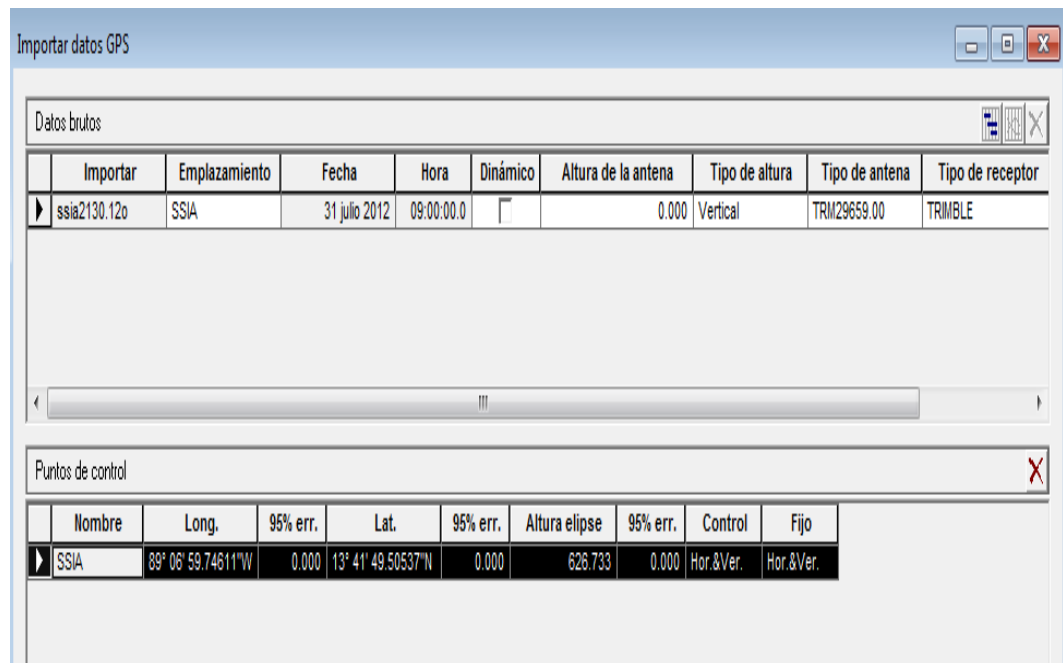 Importar datos GPS
Datos brutos
Importar Emplazamiento Fecha Hora Dinámico Altura de la antena Tipo de altura Tipo de antena Tipo de receptor
ssia2130.12o SSIA 31 julio 2012 09:00:00.0 0.000 Vertical TRM29659.00 TRIMBLE
Puntos de control
Nombre Long. 95% err. Lat. 95% err. Altura elipse 95% err. Control Fijo
SSIA 89° 06' 59.74611"W 0.000 13° 41' 49.50537"N 0.000 626.733 0.000 Hor.&Ver. Hor.&Ver.